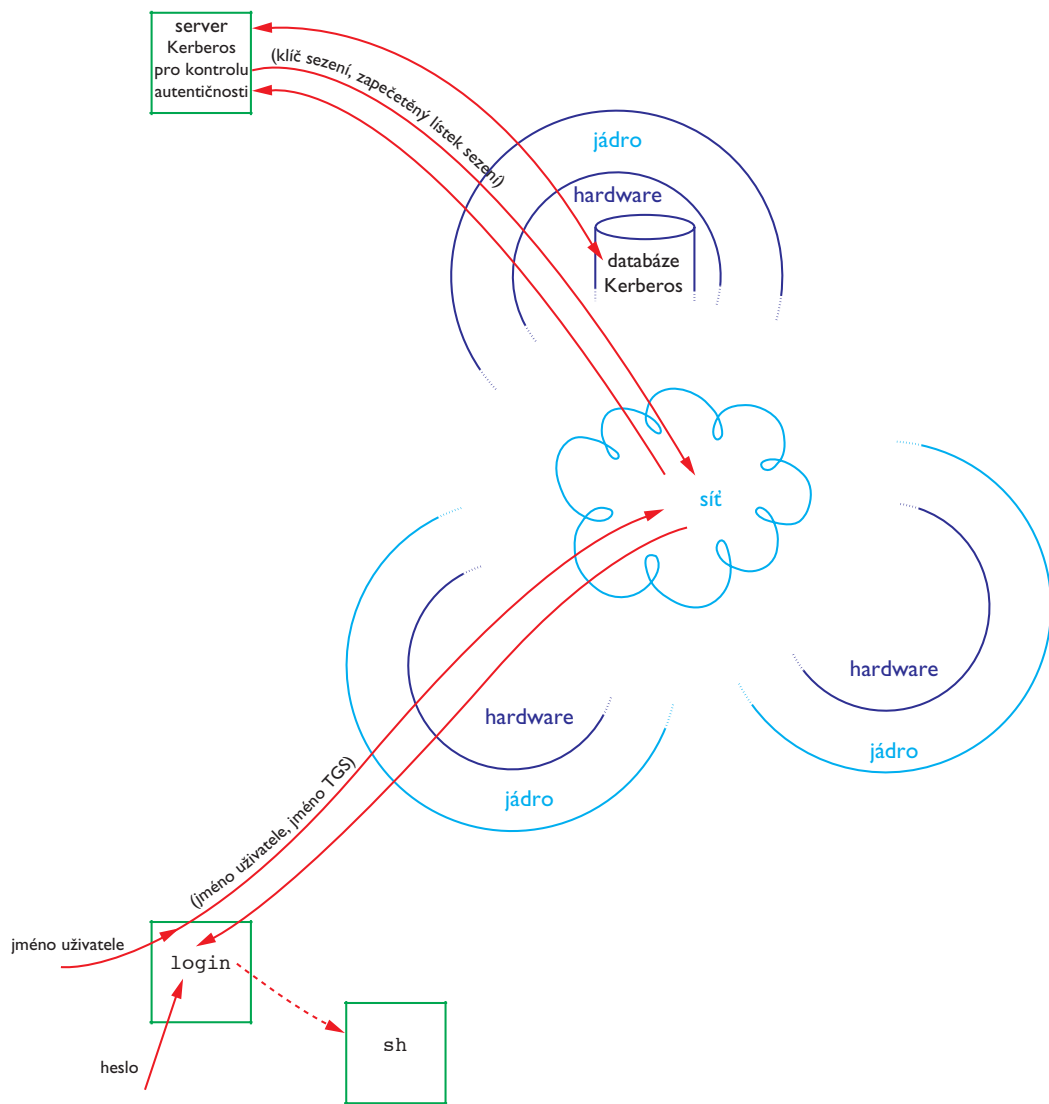 server
Kerberos
pro kontrolu
autentičnosti
(klíč sezení, zapečetěný lístek sezení)
jádro
hardware
databáze
Kerberos
síť
hardware
jádro
hardware
jádro
(jméno uživatele, jméno TGS)
jméno uživatele
login
sh
heslo